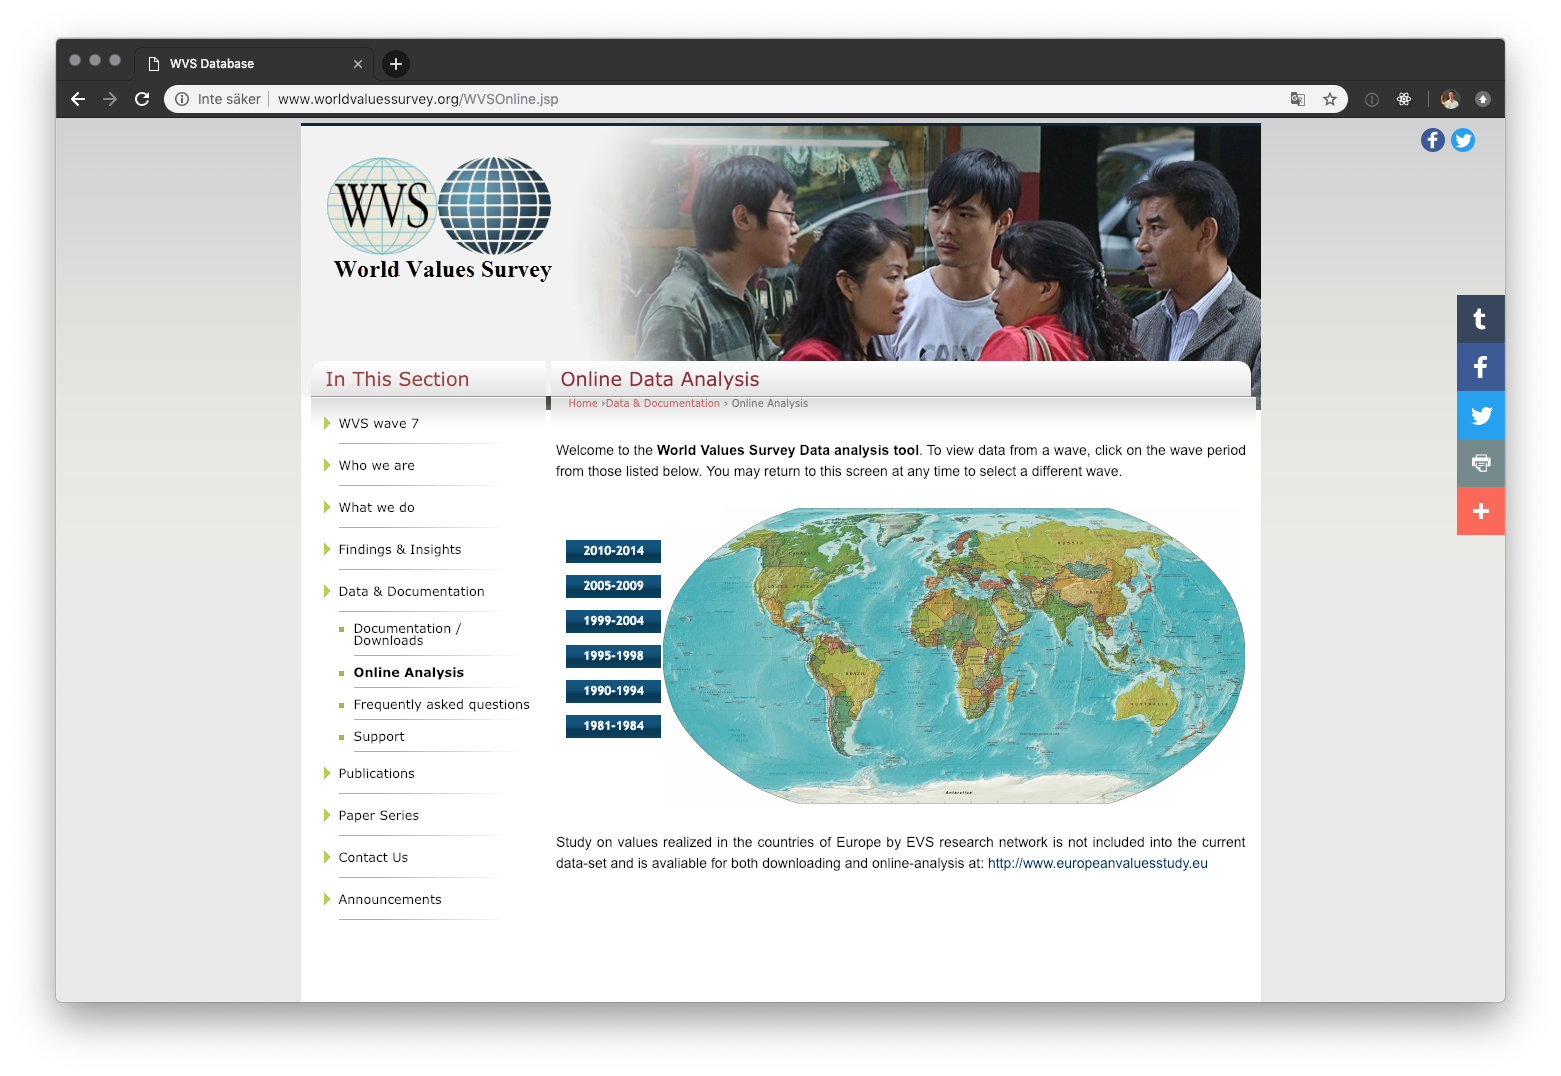 WVS Database
Inte säker
www.worldvaluessurvey.org/WVSOnline.jsp
WVS
World Values Survey
In This Section
Online Data Analysis
Home ›Data & Documentation › Online Analysis
WVS wave 7
Who we are
What we do
Findings & Insights
Data & Documentation
Documentation /
Downloads
Online Analysis
Frequently asked questions
Support
Publications
Paper Series
Contact Us
Announcements
Welcome to the World Values Survey Data analysis tool. To view data from a wave, click on the wave period
from those listed below. You may return to this screen at any time to select a different wave.
2010-2014
2005-2009
1999-2004
1995-1998
1990-1994
1981-1984
RUSSIA
CHINA
BRAZIL
AUSTRALIA
Antarctica
Study on values realized in the countries of Europe by EVS research network is not included into the current
data-set and is avaliable for both downloading and online-analysis at: http://www.europeanvaluesstudy.eu